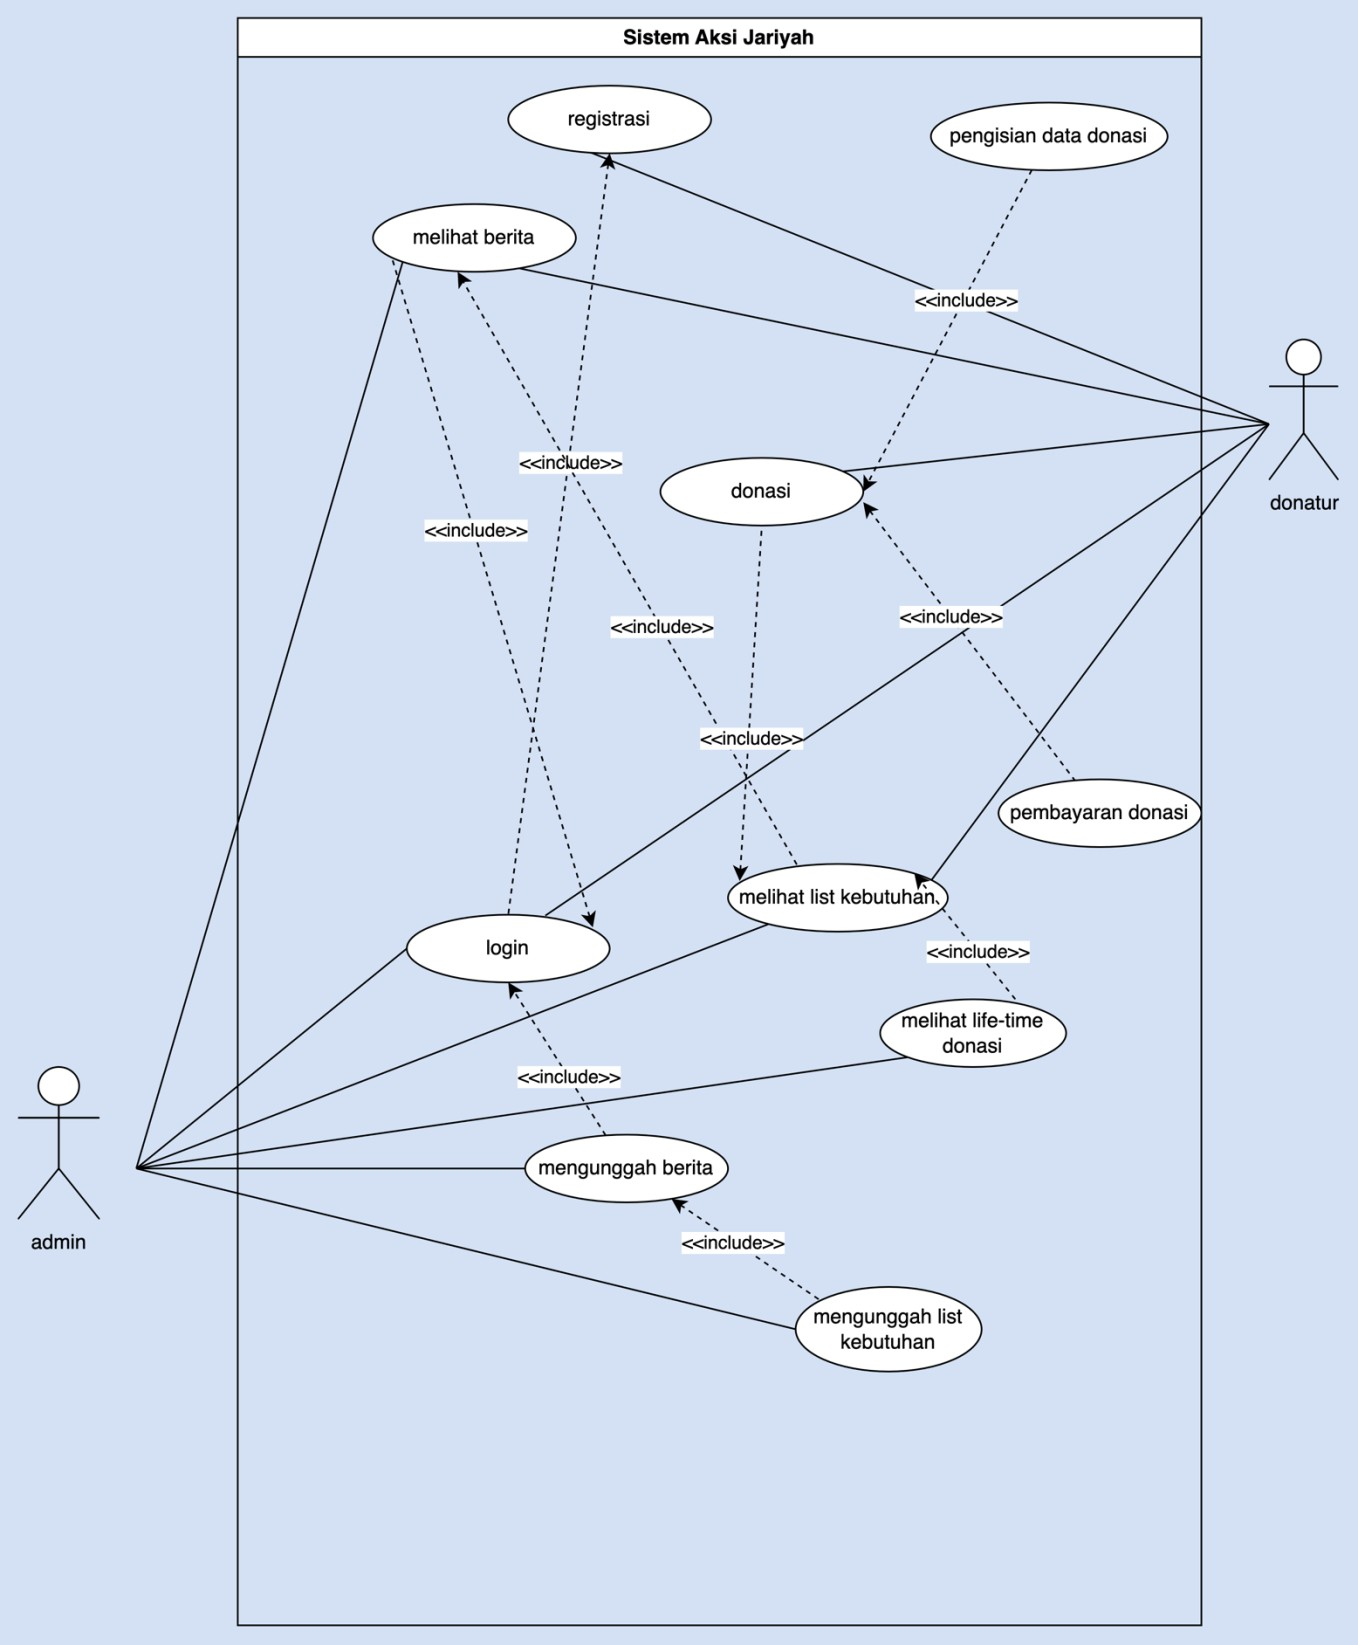 Sistem Aksi Jariyah
registrasi
pengisian data donasi
melihat berita
<<include>>
<<include>>
donasi
donatur
<<include>>
<<include>>
<<include>>
<<include>>
pembayaran donasi
melihat list kebutuhan
login
<<include>>
melihat life-time
donasi
<<include>>
mengunggah berita
admin
<<include>>
mengunggah list
kebutuhan